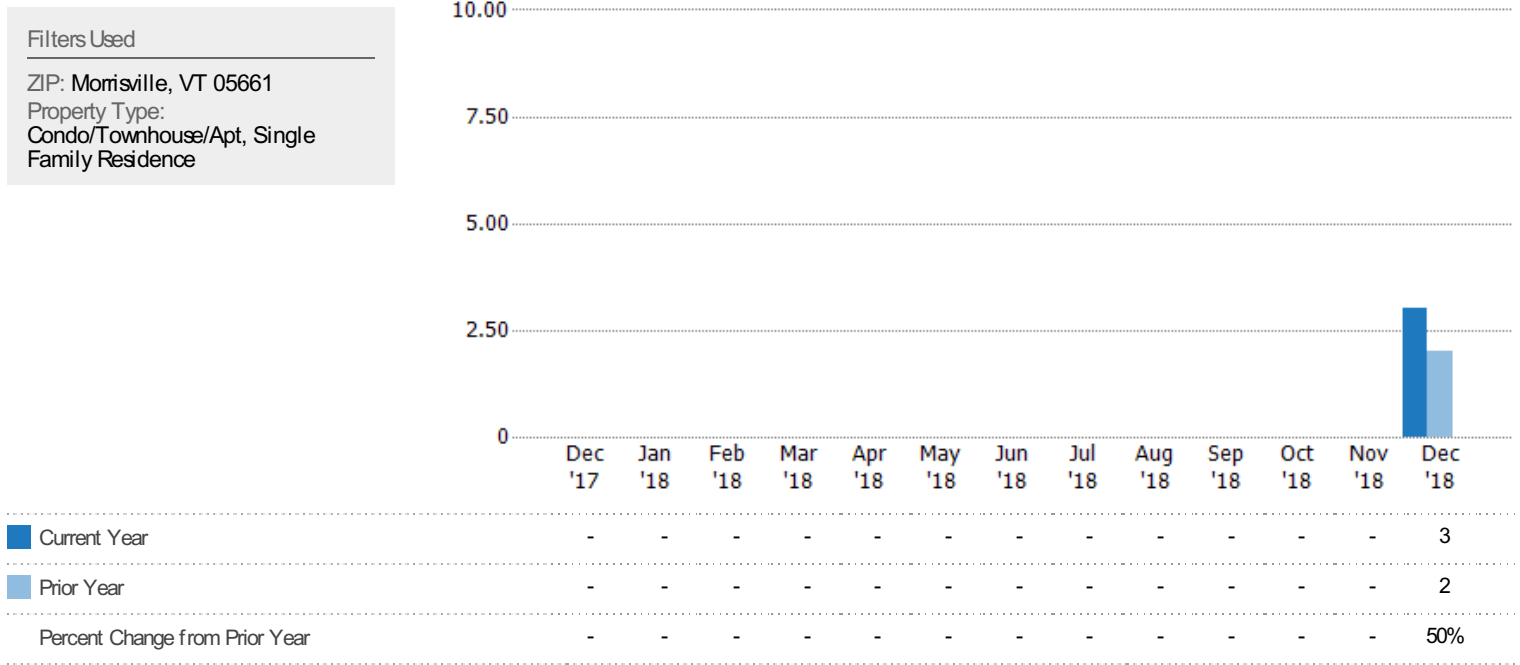 Filters Used
ZIP: Morrisville, VT 05661
Property Type:
Condo/Townhouse/Apt, Single
Family Residence
10.00
7.50
5.00
2.50
0
Dec Jan Feb Mar Apr May Jun Jul Aug Sep Oct Nov Dec
'17 '18 '18 '18 '18 '18 '18 '18 '18 '18 '18 '18 '18
Current Year - - - - - - - - - - - - 3
Prior Year - - - - - - - - - - - - 2
Percent Change from Prior Year - - - - - - - - - - - - 50%